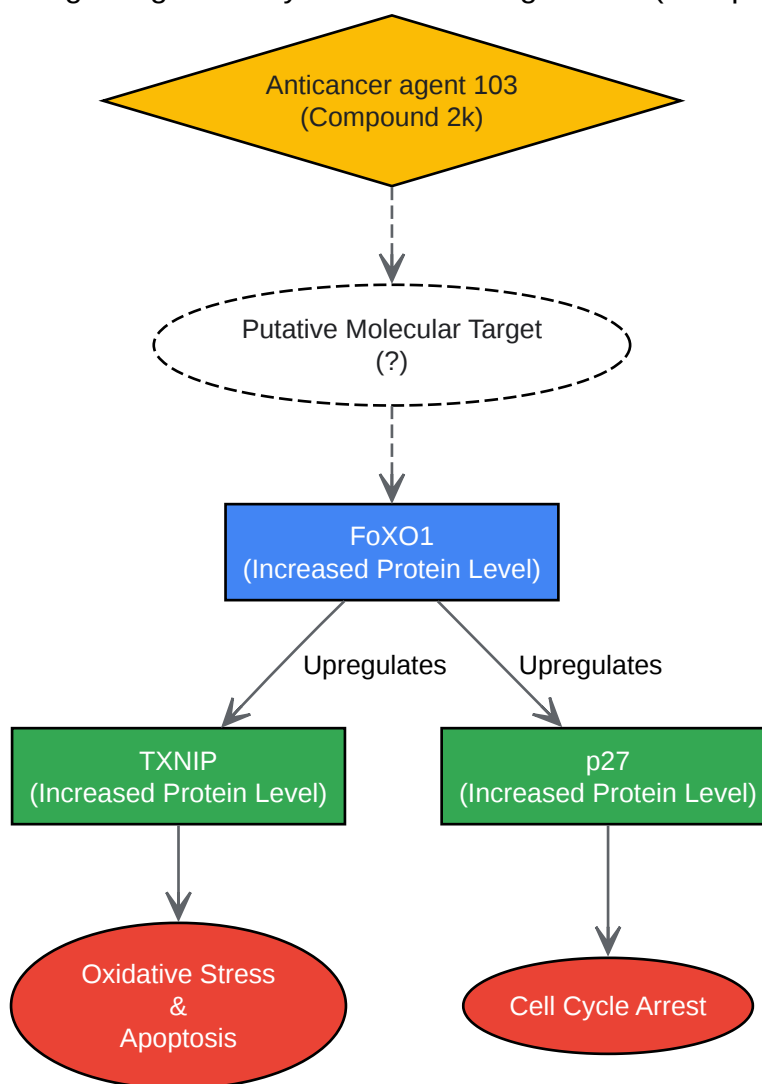 Anticancer agent 103
(Compound 2k)
Putative Molecular Target
(?)
FoXO1
(Increased Protein Level)
Upregulates
Upregulates
TXNIP
(Increased Protein Level)
p27
(Increased Protein Level)
Oxidative Stress
&
Apoptosis
Cell Cycle Arrest